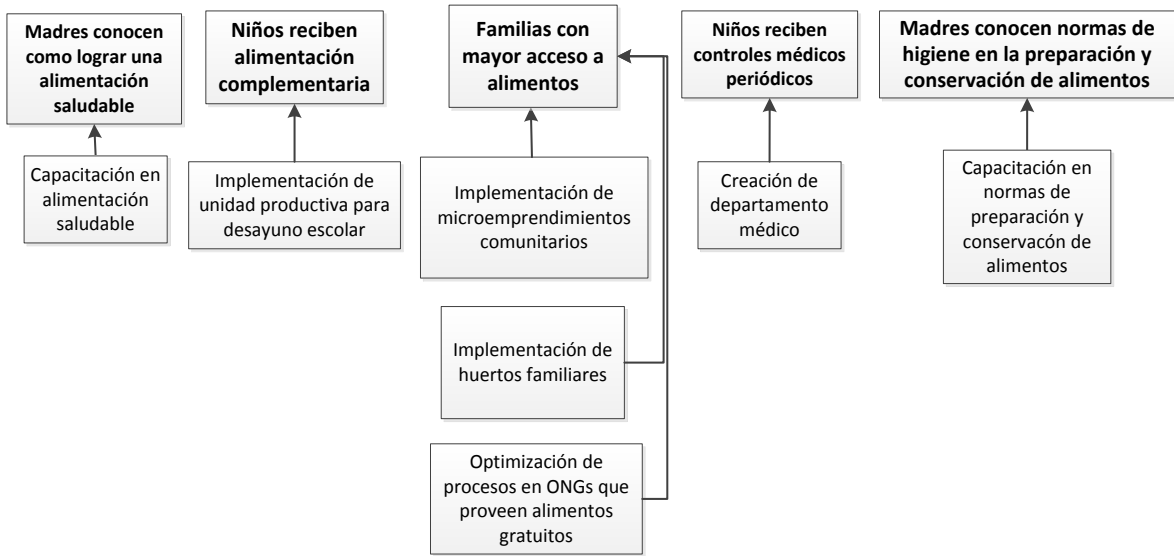 Madres conocen
como lograr una
alimentación
saludable
Niños reciben
alimentación
complementaria
Familias con
mayor acceso a
alimentos
Niños reciben
controles médicos
periódicos
Madres conocen normas de
higiene en la preparación y
conservación de alimentos
Capacitación en
alimentación
saludable
Implementación de
unidad productiva para
desayuno escolar
Implementación de
microemprendimientos
comunitarios
Creación de
departamento
médico
Capacitación en
normas de
preparación y
conservacón de
alimentos
Implementación de
huertos familiares
Optimización de
procesos en ONGs que
proveen alimentos
gratuitos